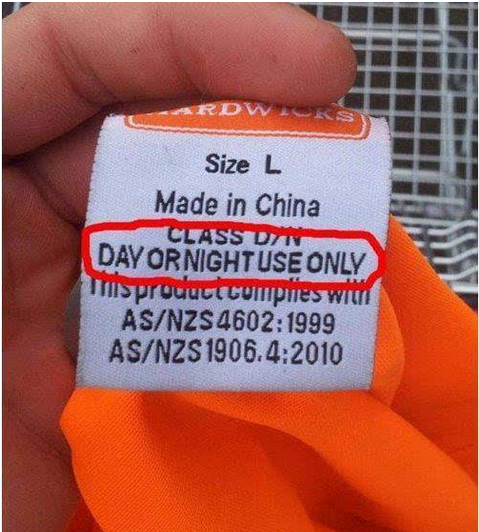 HARDWICKS
Size L
Made in China
CLASS D/N
DAY OR NIGHT USE ONLY
This product complies with
AS/NZS 4602:1999
AS/NZS 1906.4:2010